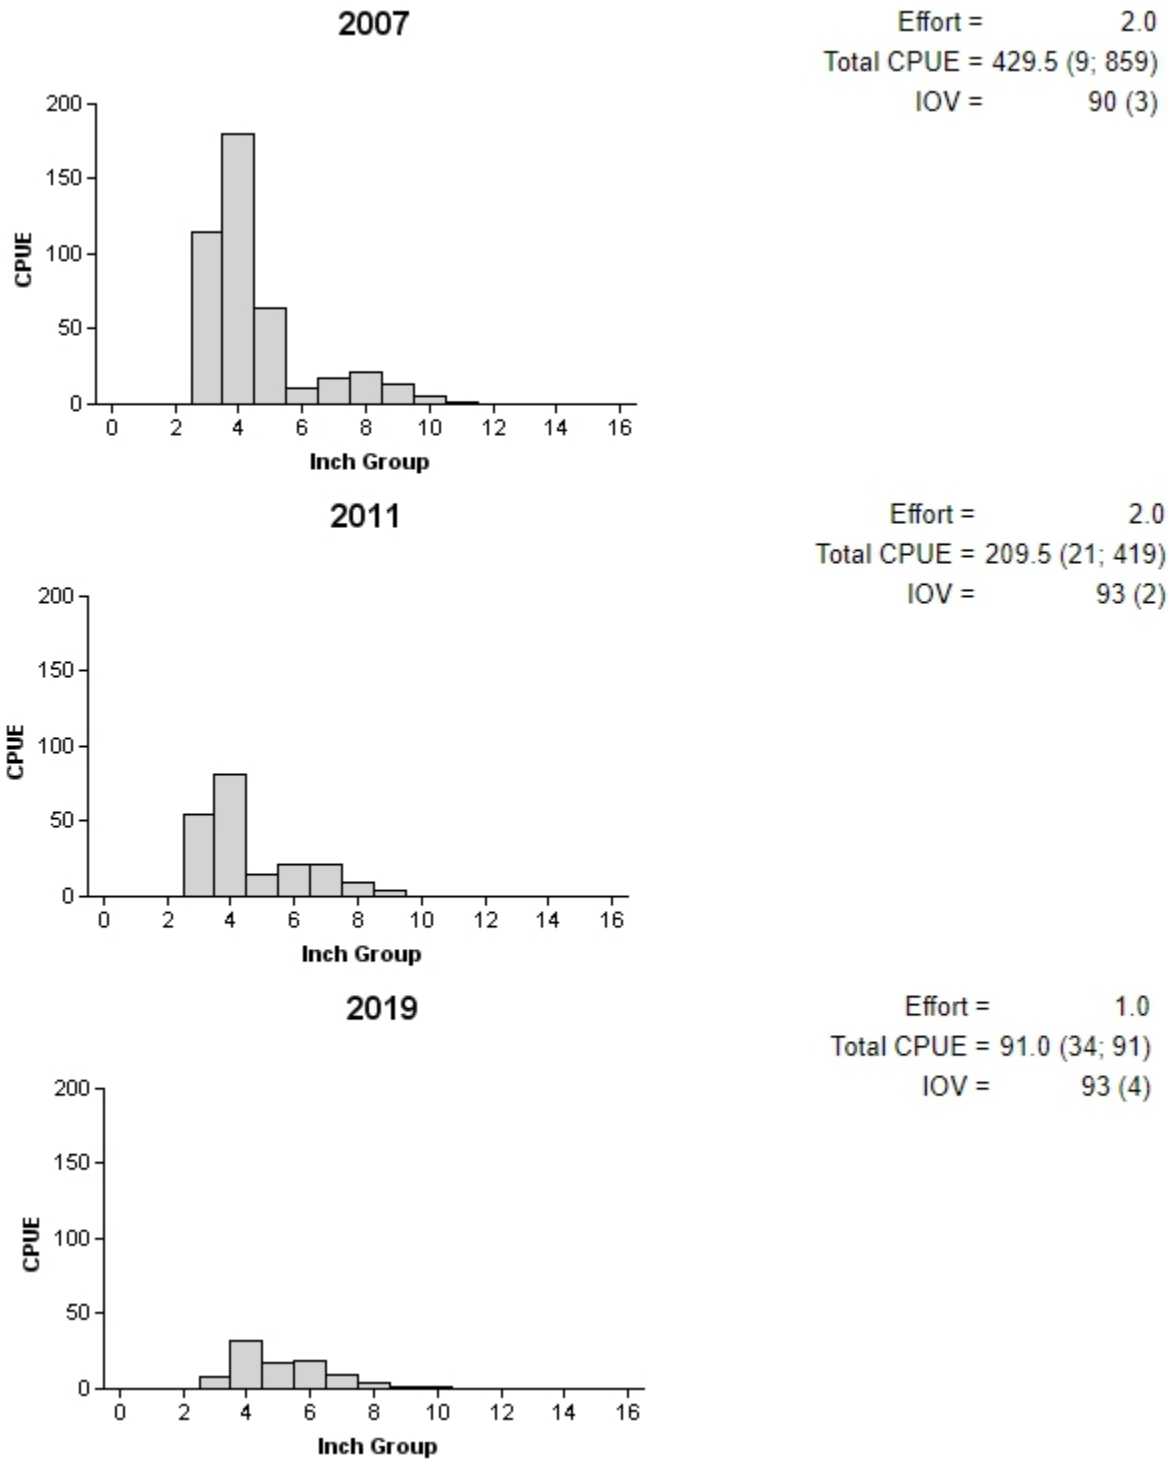 2007
Effort = 2.0
Total CPUE = 429.5 (9; 859)
IOV = 90 (3)
200
150
100
50
0
CPUE
0 2 4 6 8 10 12 14 16
Inch Group
2011
Effort = 2.0
Total CPUE = 209.5 (21; 419)
IOV = 93 (2)
200
150
100
50
0
CPUE
0 2 4 6 8 10 12 14 16
Inch Group
2019
Effort = 1.0
Total CPUE = 91.0 (34; 91)
IOV = 93 (4)
200
150
100
50
0
CPUE
0 2 4 6 8 10 12 14 16
Inch Group